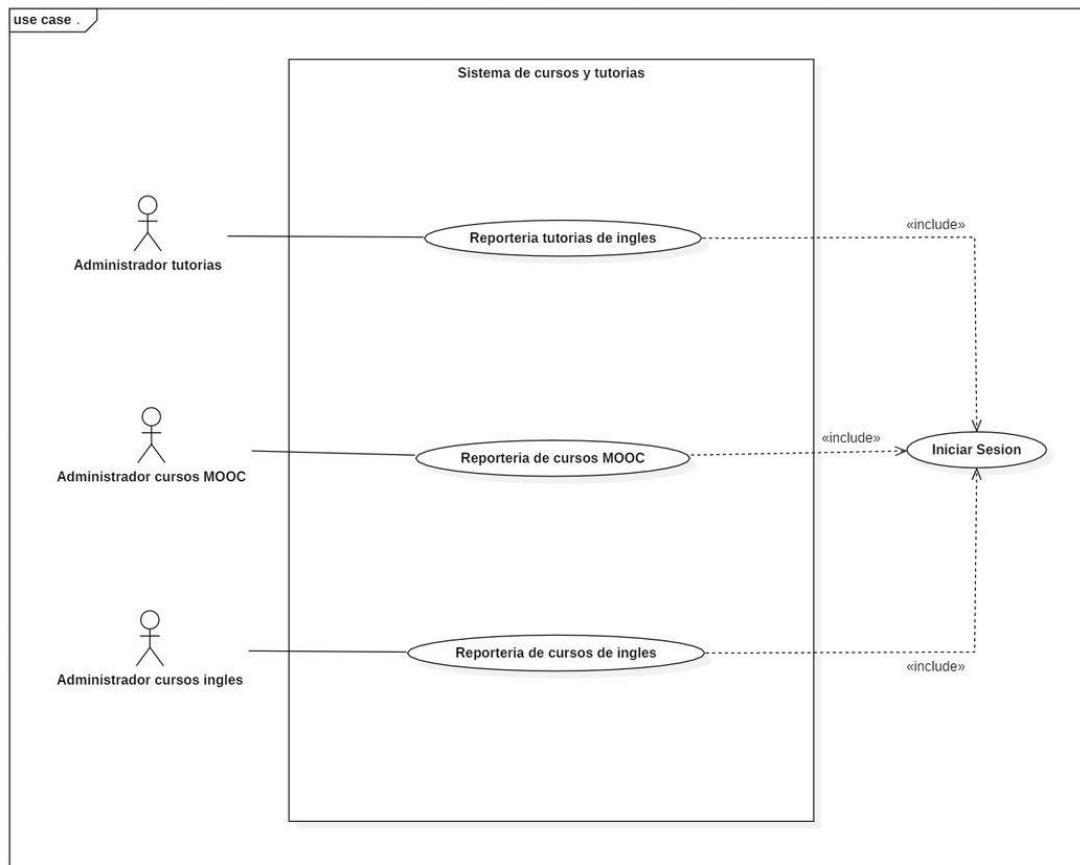 use case .
Sistema de cursos y tutorias
Reporteria tutorias de ingles
«include»
Administrador tutorias
«include»
Reporteria de cursos MOOC
Iniciar Sesion
Administrador cursos MOOC
Reporteria de cursos de ingles
«include»
Administrador cursos ingles